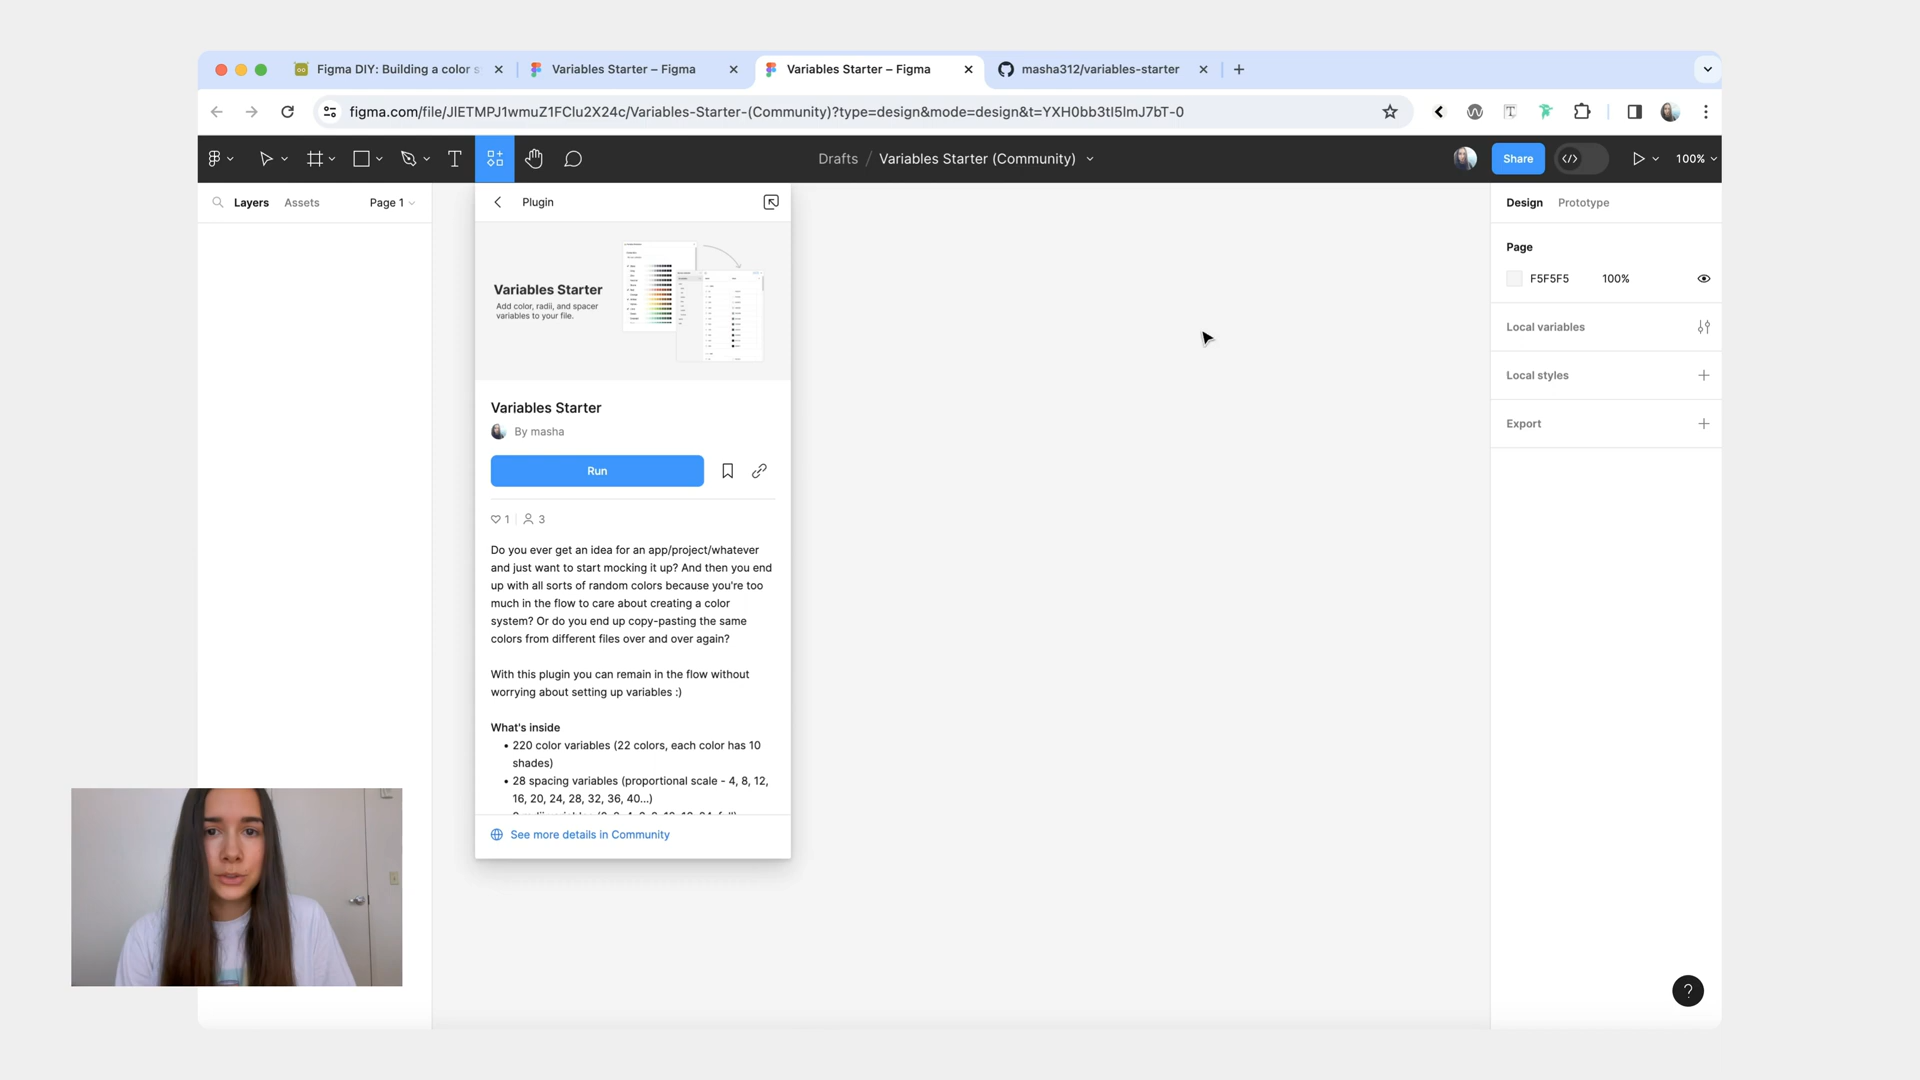 Figma DIY: Building a color s
Variables Starter – Figma
Variables Starter – Figma
masha312/variables-starter
figma.com/file/JlETMPJ1wmuZ1FClu2X24c/Variables-Starter-(Community)?type=design&mode=design&t=YXH0bb3tl5lmJ7bT-0
Drafts / Variables Starter (Community)
Share
100%
Layers
Assets
Page 1
Plugin
Design
Prototype
Variables Starter
Add color, radii, and spacer
variables to your file.
Page
F5F5F5
100%
Local variables
Local styles
Export
Variables Starter
By masha
Run
1
3
Do you ever get an idea for an app/project/whatever
and just want to start mocking it up? And then you end
up with all sorts of random colors because you're too
much in the flow to care about creating a color
system? Or do you end up copy-pasting the same
colors from different files over and over again?
With this plugin you can remain in the flow without
worrying about setting up variables :)
What's inside
• 220 color variables (22 colors, each color has 10
shades)
• 28 spacing variables (proportional scale - 4, 8, 12,
16, 20, 24, 28, 32, 36, 40...)
See more details in Community
?